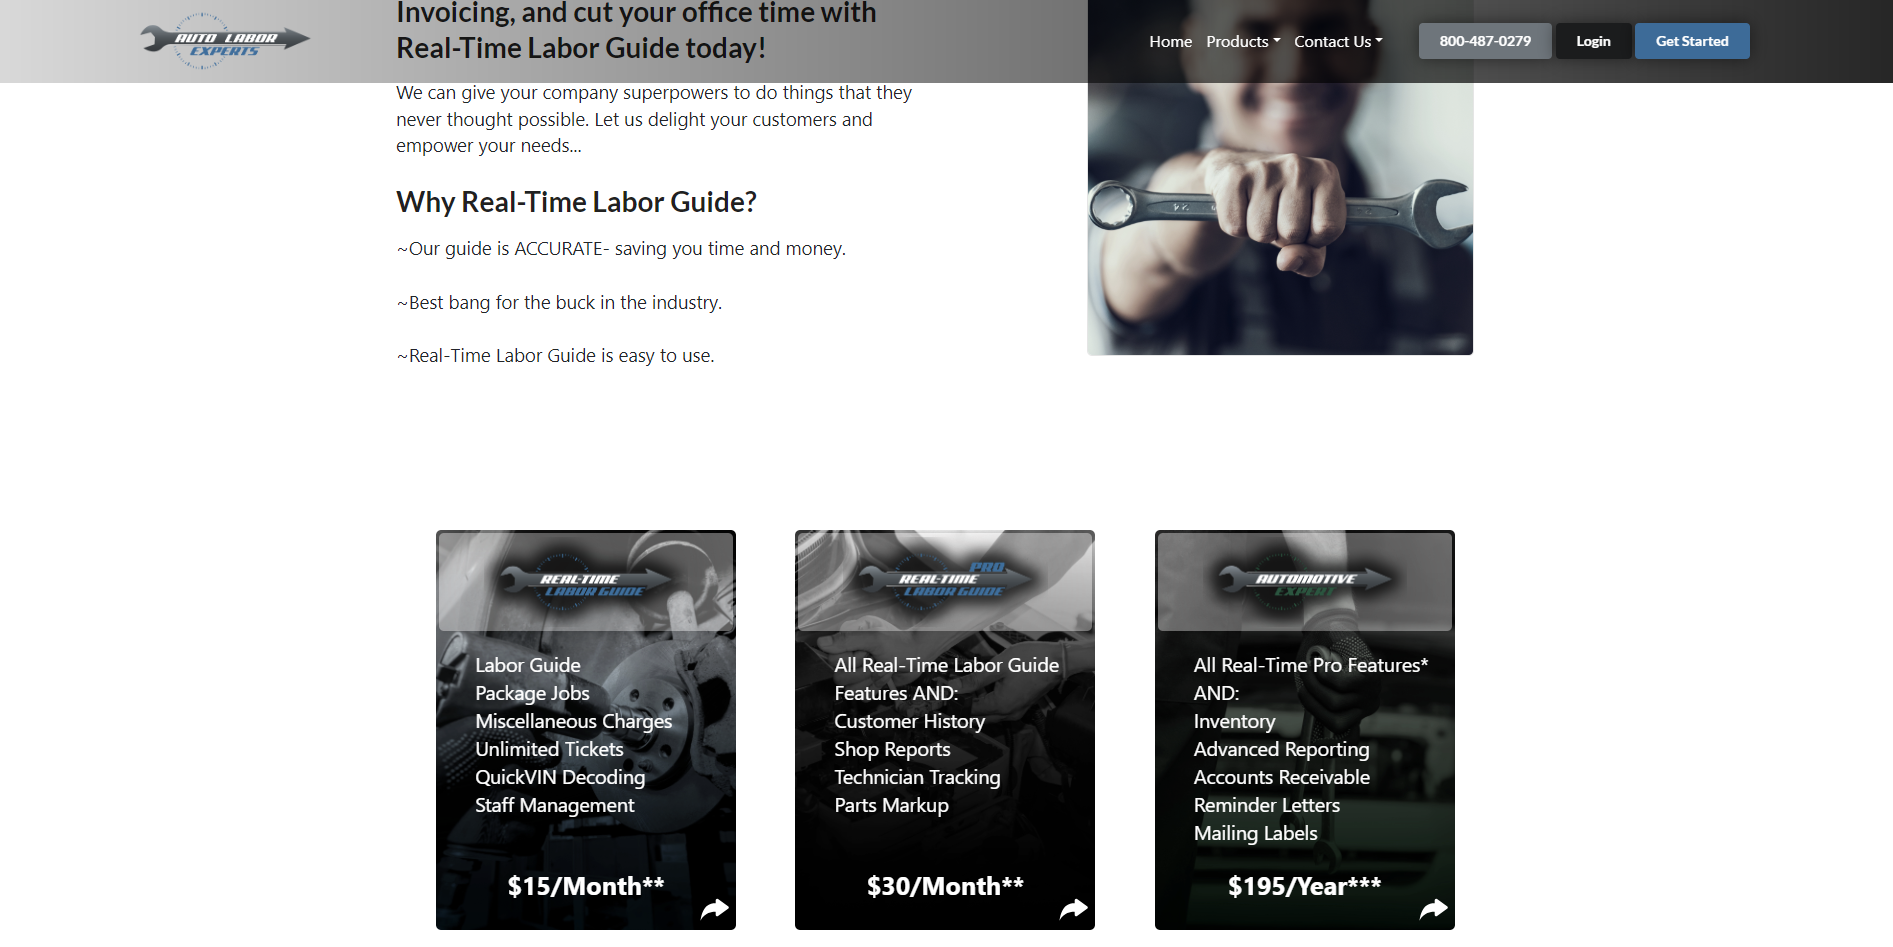 Invoicing, and cut your office time with
Real-Time Labor Guide today!
AUTO LABOR
EXPERTS
Home Products Contact Us 800-487-0279 Login Get Started
We can give your company superpowers to do things that they
never thought possible. Let us delight your customers and
empower your needs...
Why Real-Time Labor Guide?
~Our guide is ACCURATE- saving you time and money.
~Best bang for the buck in the industry.
~Real-Time Labor Guide is easy to use.
24
REAL-TIME
LABOR GUIDE
Labor Guide
Package Jobs
Miscellaneous Charges
Unlimited Tickets
QuickVIN Decoding
Staff Management
$15/Month**
PRO
REAL-TIME
LABOR GUIDE
All Real-Time Labor Guide
Features AND:
Customer History
Shop Reports
Technician Tracking
Parts Markup
$30/Month**
AUTOMOTIVE
EXPERT
All Real-Time Pro Features*
AND:
Inventory
Advanced Reporting
Accounts Receivable
Reminder Letters
Mailing Labels
$195/Year***